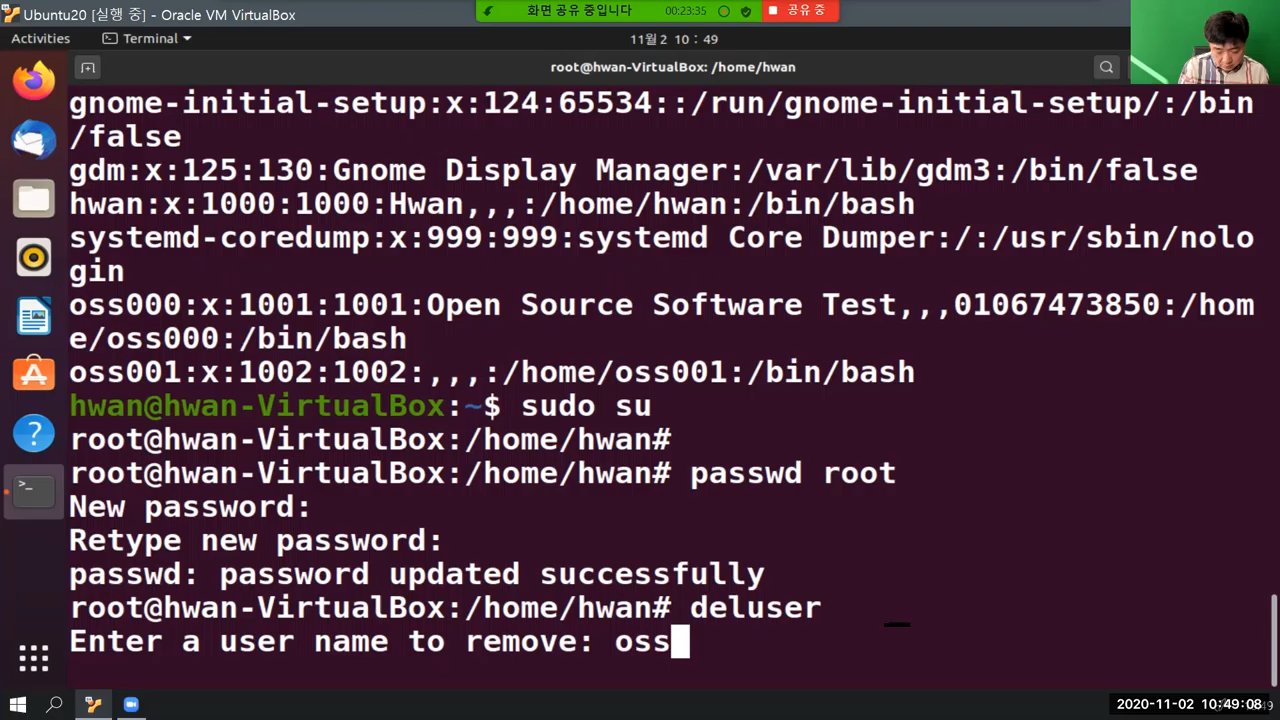 Ubuntu20 [실행 중] - Oracle VM VirtualBox
화면 공유 중입니다
00:23:35
공유 중
Activities
Terminal
11월 2 10 : 49
root@hwan-VirtualBox: /home/hwan
gnome-initial-setup:x:124:65534::/run/gnome-initial-setup/:/bin
/false
gdm:x:125:130:Gnome Display Manager:/var/lib/gdm3:/bin/false
hwan:x:1000:1000:Hwan,,,:/home/hwan:/bin/bash
systemd-coredump:x:999:999:systemd Core Dumper:/:/usr/sbin/nolo
gin
oss000:x:1001:1001:Open Source Software Test,,,01067473850:/hom
e/oss000:/bin/bash
oss001:x:1002:1002:,,,:/home/oss001:/bin/bash
hwan@hwan-VirtualBox:~$ sudo su
root@hwan-VirtualBox:/home/hwan#
root@hwan-VirtualBox:/home/hwan# passwd root
New password:
Retype new password:
passwd: password updated successfully
root@hwan-VirtualBox:/home/hwan# deluser
Enter a user name to remove: oss
2020-11-02 10:49:08